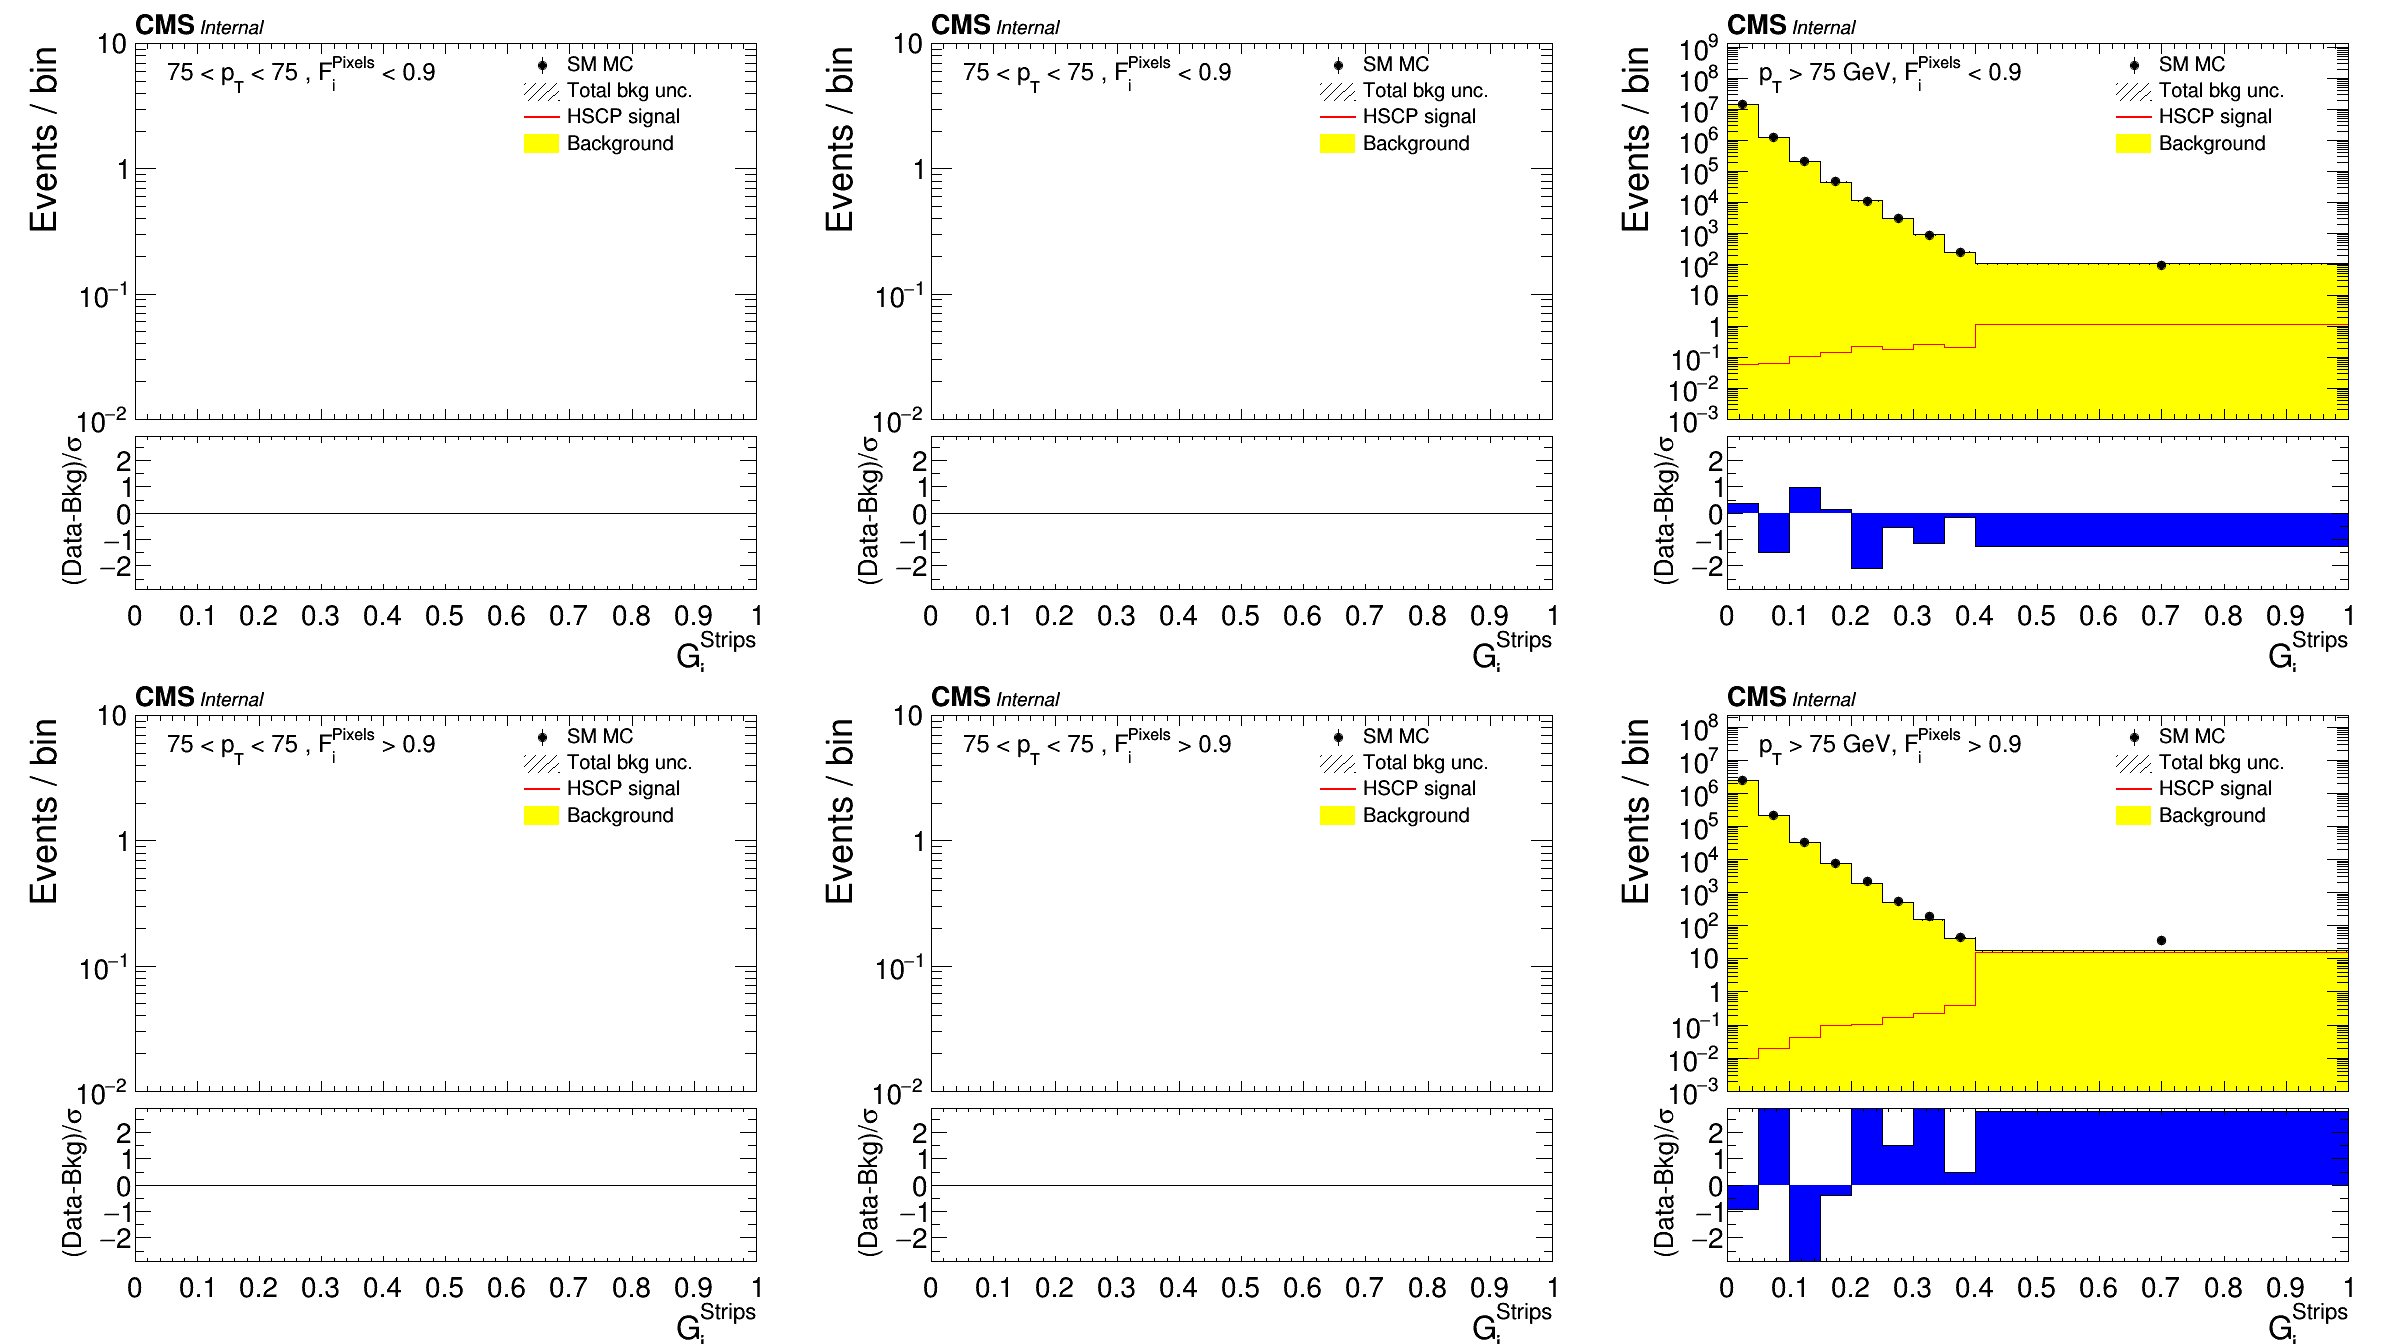 CMS Internal
Events / bin
75 < p_T < 75 , F_i^Pixels < 0.9
SM MC
Total bkg unc.
HSCP signal
Background
10
1
10^−1
10^−2
(Data-Bkg)/σ
2
1
0
−1
−2
0 0.1 0.2 0.3 0.4 0.5 0.6 0.7 0.8 0.9 1
G_i^Strips
CMS Internal
Events / bin
75 < p_T < 75 , F_i^Pixels < 0.9
SM MC
Total bkg unc.
HSCP signal
Background
10
1
10^−1
10^−2
(Data-Bkg)/σ
2
1
0
−1
−2
0 0.1 0.2 0.3 0.4 0.5 0.6 0.7 0.8 0.9 1
G_i^Strips
CMS Internal
Events / bin
p_T > 75 GeV, F_i^Pixels < 0.9
SM MC
Total bkg unc.
HSCP signal
Background
10^9
10^8
10^7
10^6
10^5
10^4
10^3
10^2
10
1
10^−1
10^−2
10^−3
(Data-Bkg)/σ
2
1
0
−1
−2
0 0.1 0.2 0.3 0.4 0.5 0.6 0.7 0.8 0.9 1
G_i^Strips
CMS Internal
Events / bin
75 < p_T < 75 , F_i^Pixels > 0.9
SM MC
Total bkg unc.
HSCP signal
Background
10
1
10^−1
10^−2
(Data-Bkg)/σ
2
1
0
−1
−2
0 0.1 0.2 0.3 0.4 0.5 0.6 0.7 0.8 0.9 1
G_i^Strips
CMS Internal
Events / bin
75 < p_T < 75 , F_i^Pixels > 0.9
SM MC
Total bkg unc.
HSCP signal
Background
10
1
10^−1
10^−2
(Data-Bkg)/σ
2
1
0
−1
−2
0 0.1 0.2 0.3 0.4 0.5 0.6 0.7 0.8 0.9 1
G_i^Strips
CMS Internal
Events / bin
p_T > 75 GeV, F_i^Pixels > 0.9
SM MC
Total bkg unc.
HSCP signal
Background
10^8
10^7
10^6
10^5
10^4
10^3
10^2
10
1
10^−1
10^−2
10^−3
(Data-Bkg)/σ
2
1
0
−1
−2
0 0.1 0.2 0.3 0.4 0.5 0.6 0.7 0.8 0.9 1
G_i^Strips